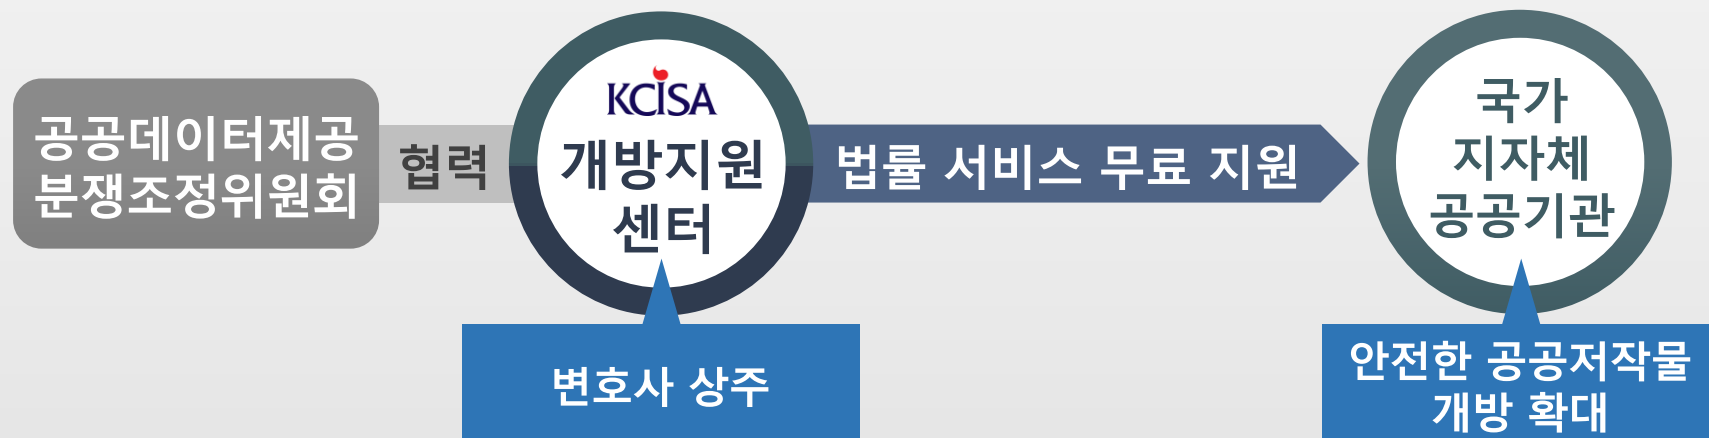 공공데이터제공
분쟁조정위원회
협력
KCISA
개방지원
센터
법률 서비스 무료 지원
국가
지자체
공공기관
변호사 상주
안전한 공공저작물
개방 확대